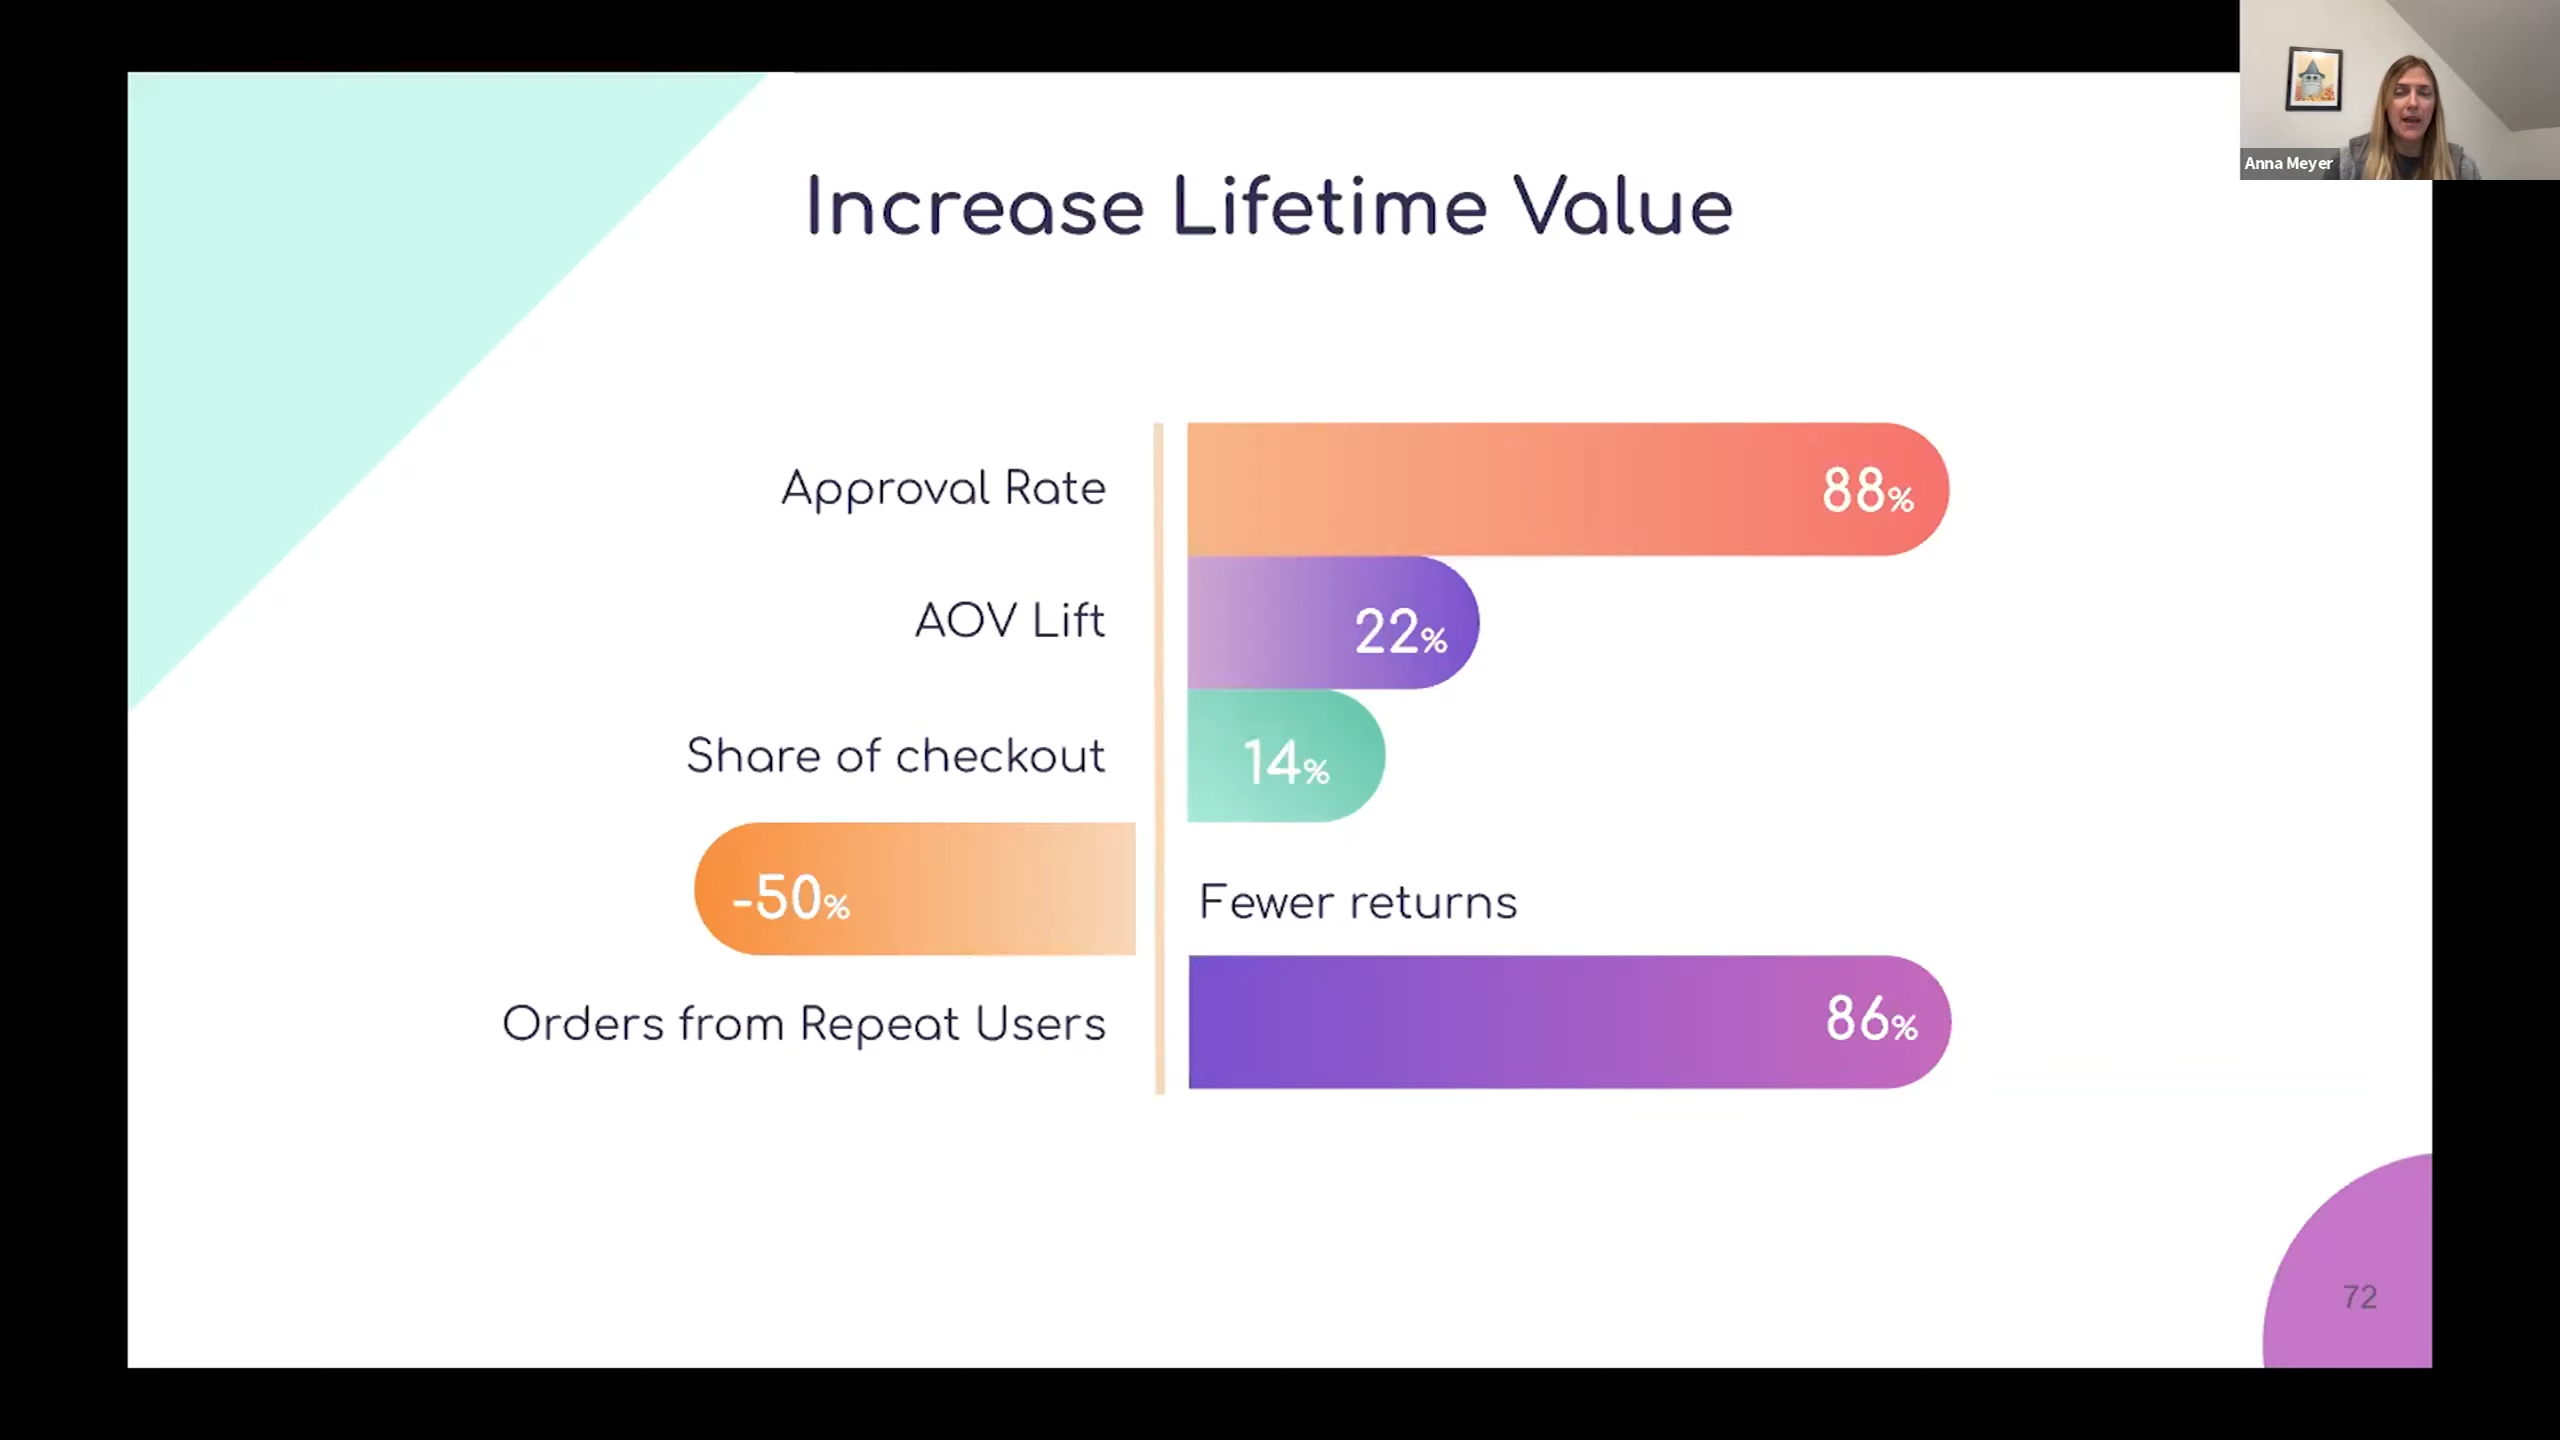 Anna Meyer
Increase Lifetime Value
Approval Rate 88%
AOV Lift 22%
Share of checkout 14%
-50% Fewer returns
Orders from Repeat Users 86%
72